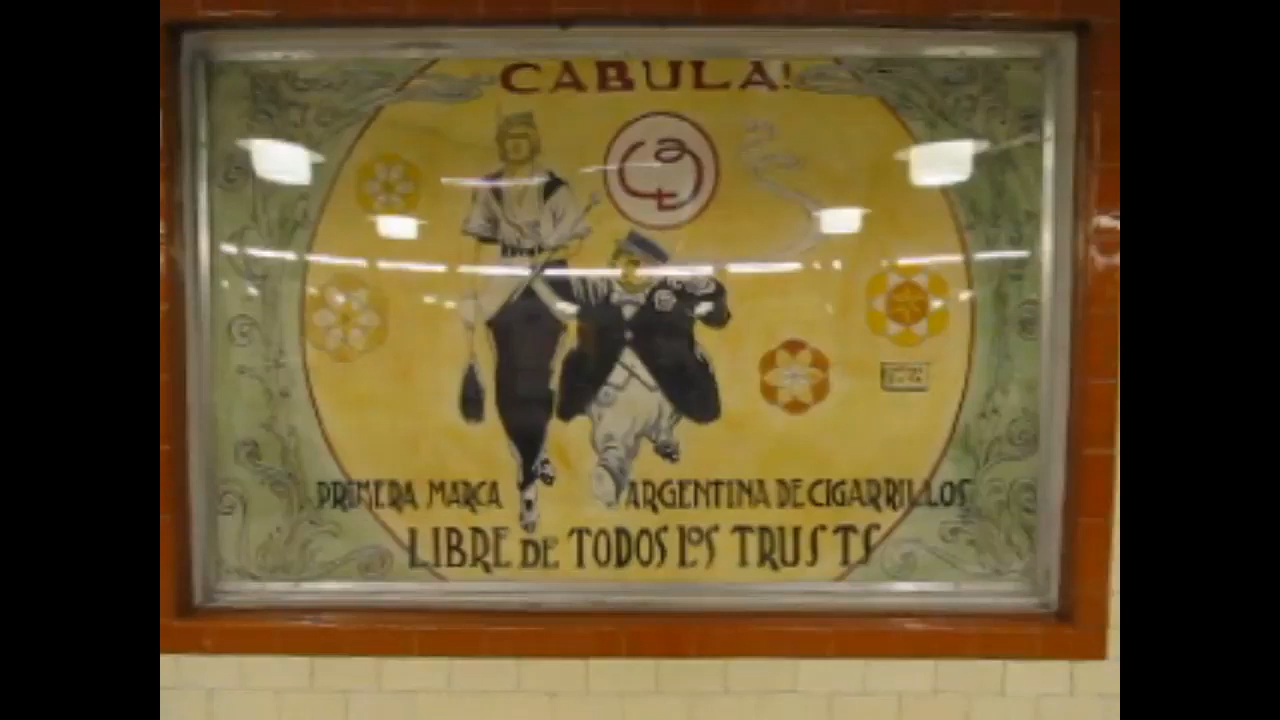 CABULA!
PRIMERA MARCA ARGENTINA DE CIGARRILLOS
LIBRE DE TODOS LOS TRUSTS